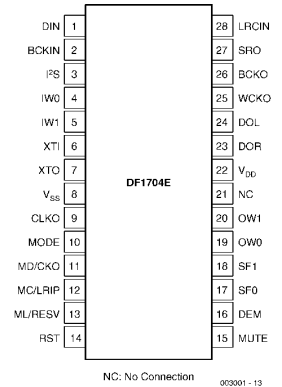 DIN 1
BCKIN 2
I²S 3
IW0 4
IW1 5
XTI 6
XTO 7
VSS 8
CLKO 9
MODE 10
MD/CKO 11
MC/LRIP 12
ML/RESV 13
RST 14
DF1704E
28 LRCIN
27 SRO
26 BCKO
25 WCKO
24 DOL
23 DOR
22 VDD
21 NC
20 OW1
19 OW0
18 SF1
17 SF0
16 DEM
15 MUTE
NC: No Connection
003001 - 13